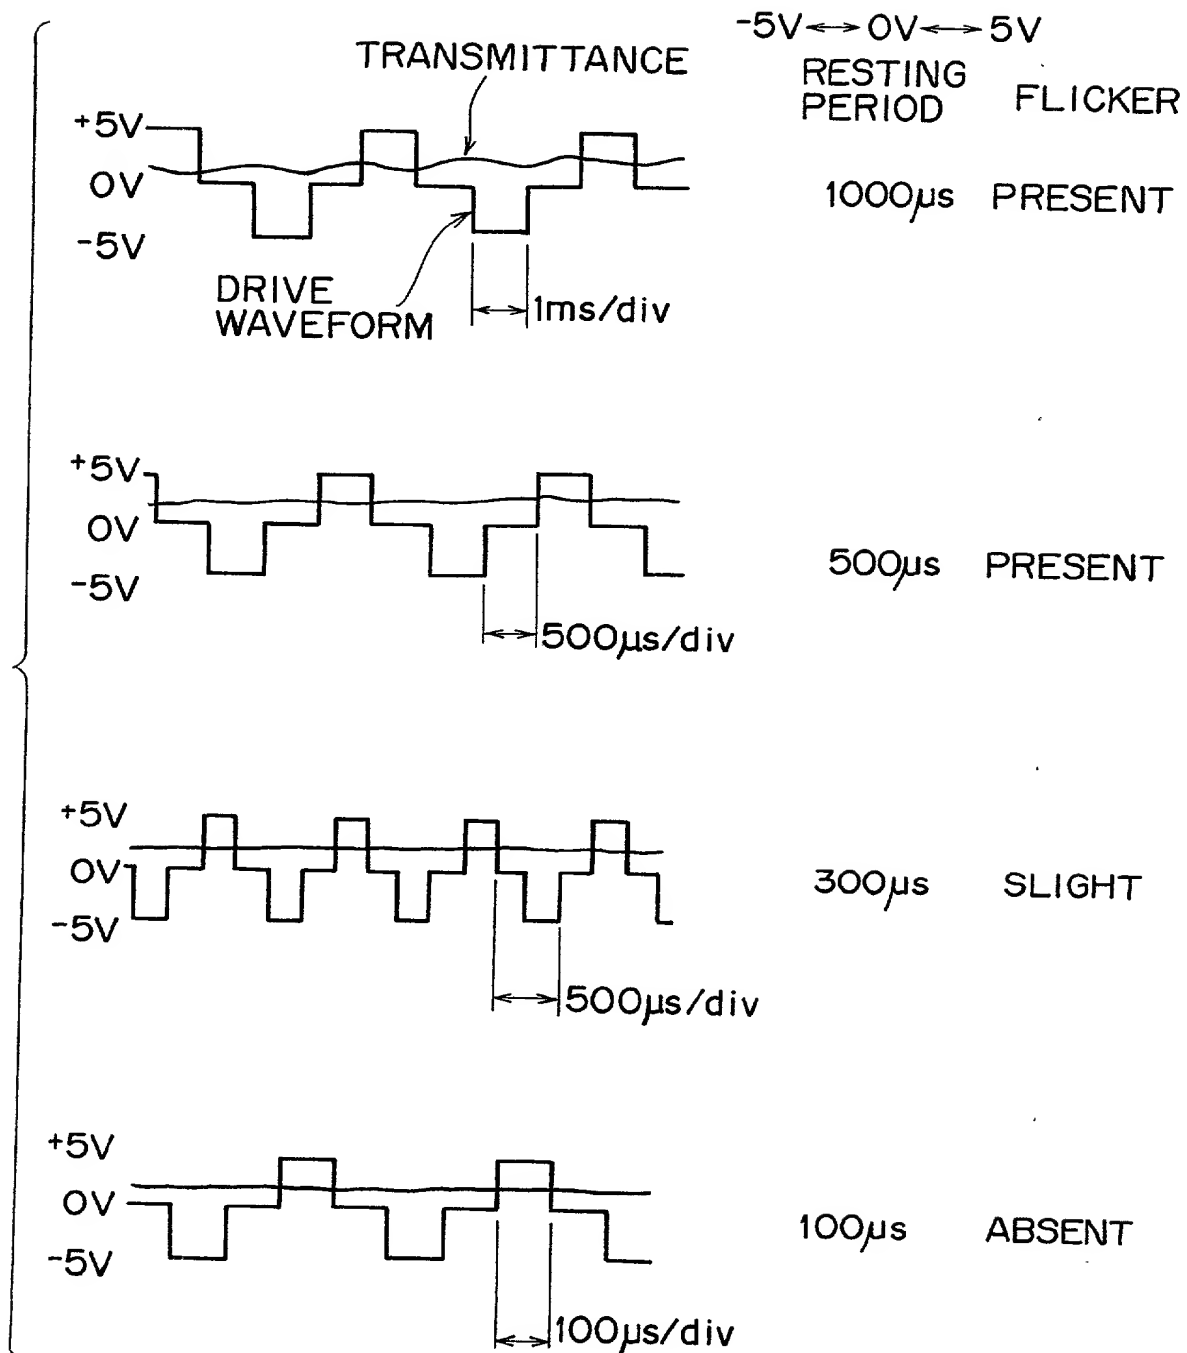 -5V↔0V↔5V
TRANSMITTANCE
RESTING
PERIOD
FLICKER
+5V
0V
-5V
1000μs PRESENT
DRIVE
WAVEFORM
1ms/div
+5V
0V
-5V
500μs PRESENT
500μs/div
+5V
0V
-5V
300μs SLIGHT
500μs/div
+5V
0V
-5V
100μs ABSENT
100μs/div